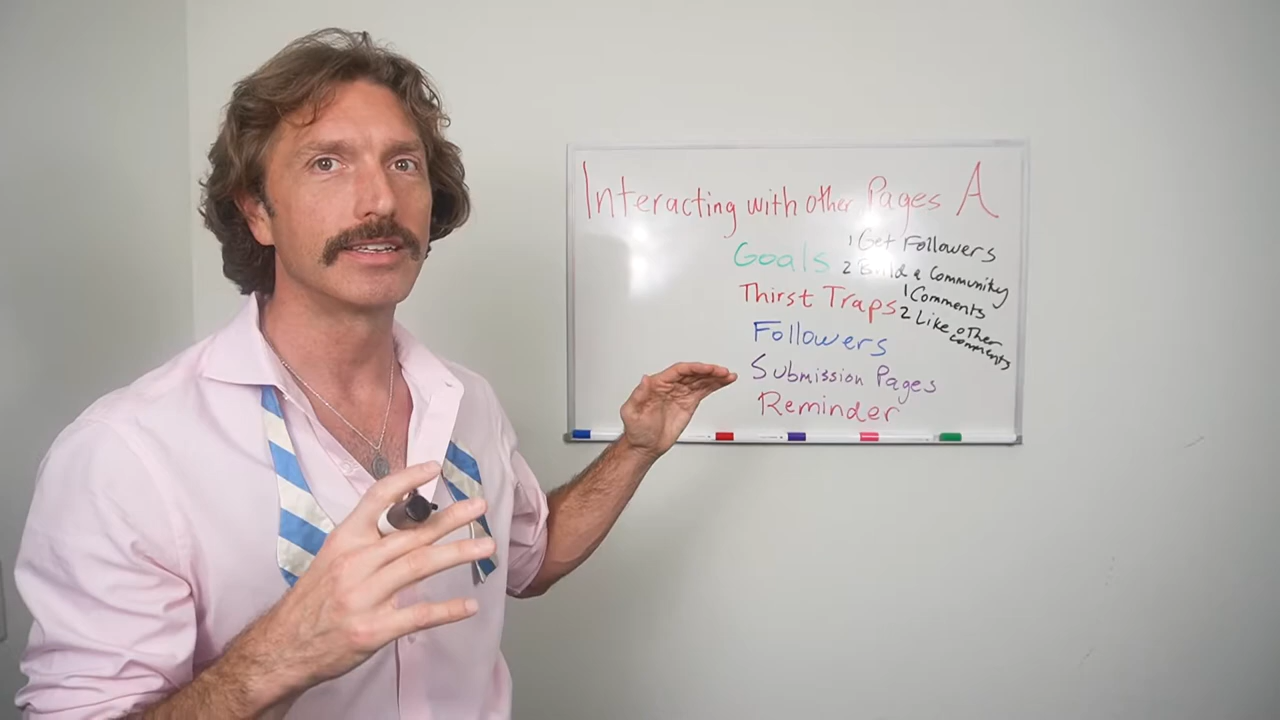 Interacting with other Pages A
Goals
1 Get Followers
2 Build a Community
Thirst Traps
1 Comments
2 Like other
comments
Followers
Submission Pages
Reminder